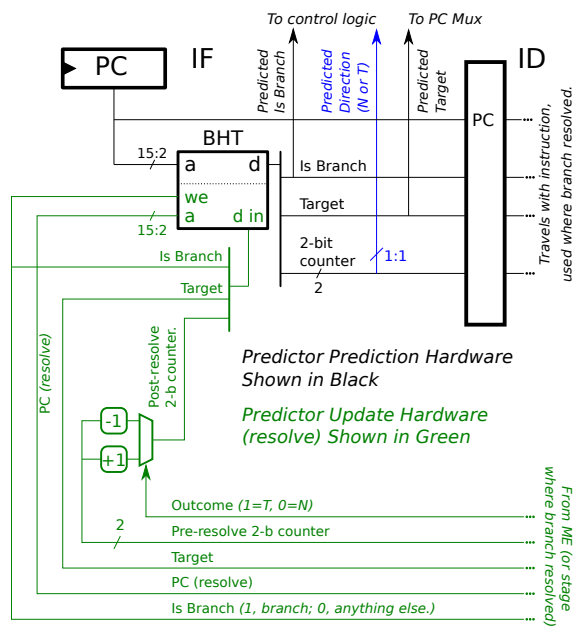 To control logic
To PC Mux
PC
IF
ID
Predicted
Is Branch
Predicted
Direction
(N or T)
Predicted
Target
PC
BHT
15:2
a
d
Is Branch
we
a
d in
15:2
Target
2-bit
counter
2
1:1
Travels with instruction,
used where branch resolved.
Is Branch
Target
Post-resolve
2-b counter.
PC (resolve)
Predictor Prediction Hardware
Shown in Black
Predictor Update Hardware
(resolve) Shown in Green
-1
+1
Outcome (1=T, 0=N)
2
Pre-resolve 2-b counter
Target
PC (resolve)
Is Branch (1, branch; 0, anything else.)
From ME (or stage
where branch resolved)